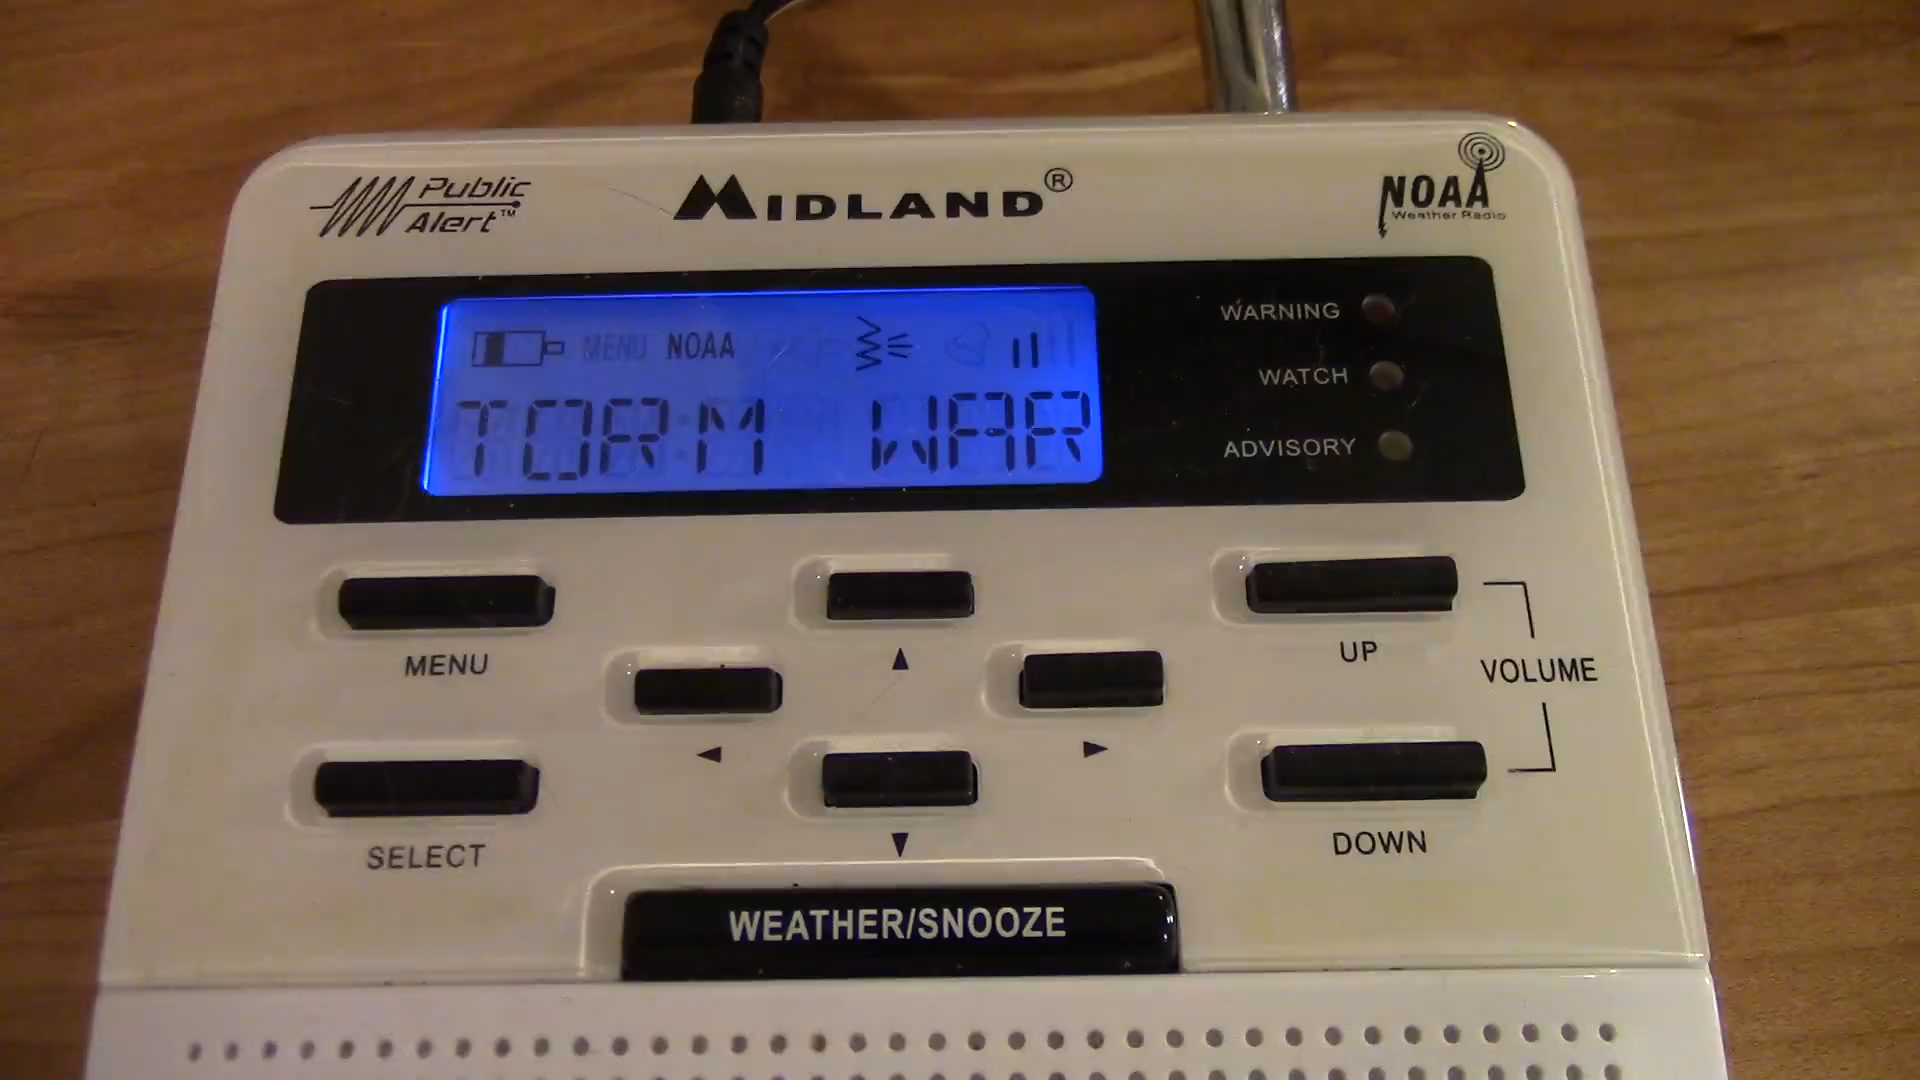 Public Alert™
MIDLAND®
NOAA
Weather Radio
MENU NOAA
TORM WAR
WARNING
WATCH
ADVISORY
MENU
UP
VOLUME
SELECT
DOWN
WEATHER/SNOOZE